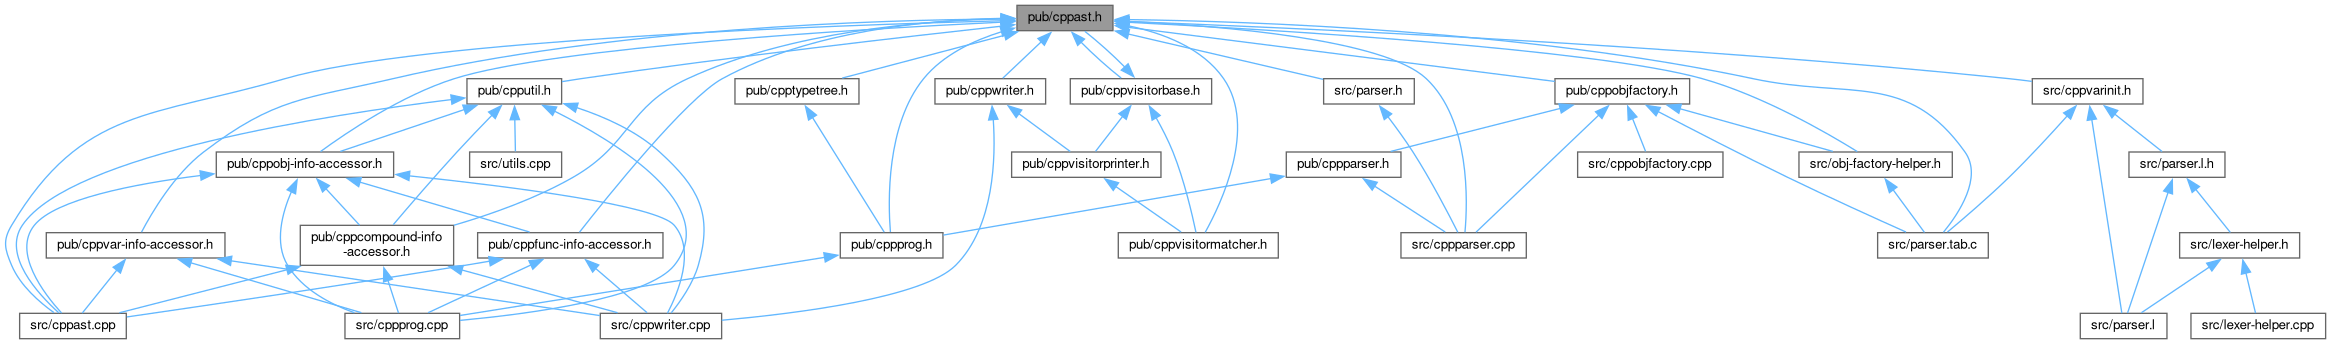 pub/cppast.h
pub/cpputil.h
pub/cpptypetree.h
pub/cppwriter.h
pub/cppvisitorbase.h
src/parser.h
pub/cppobjfactory.h
src/cppvarinit.h
pub/cppobj-info-accessor.h
src/utils.cpp
pub/cppvisitorprinter.h
pub/cppparser.h
src/cppobjfactory.cpp
src/obj-factory-helper.h
src/parser.l.h
pub/cppvar-info-accessor.h
pub/cppcompound-info
-accessor.h
pub/cppfunc-info-accessor.h
pub/cppprog.h
pub/cppvisitormatcher.h
src/cppparser.cpp
src/parser.tab.c
src/lexer-helper.h
src/cppast.cpp
src/cppprog.cpp
src/cppwriter.cpp
src/parser.l
src/lexer-helper.cpp